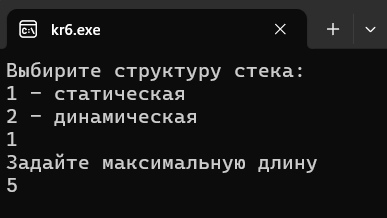 kr6.exe
Выбирите структуру стека:
1 - статическая
2 - динамическая
1
Задайте максимальную длину
5